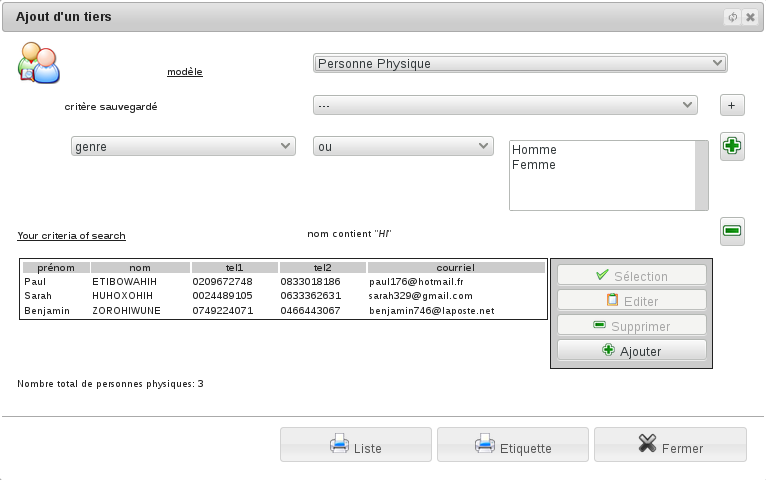 Ajout d'un tiers
modèle
Personne Physique
critère sauvegardé
---
+
genre
ou
Homme
Femme
Your criteria of search
nom contient "HI"
prénom nom tel1 tel2 courriel
Paul ETIBOWAHIH 0209672748 0833018186 paul176@hotmail.fr
Sarah HUHOXOHIH 0024489105 0633362631 sarah329@gmail.com
Benjamin ZOROHIWUNE 0749224071 0466443067 benjamin746@laposte.net
Sélection
Editer
Supprimer
Ajouter
Nombre total de personnes physiques: 3
Liste
Etiquette
Fermer